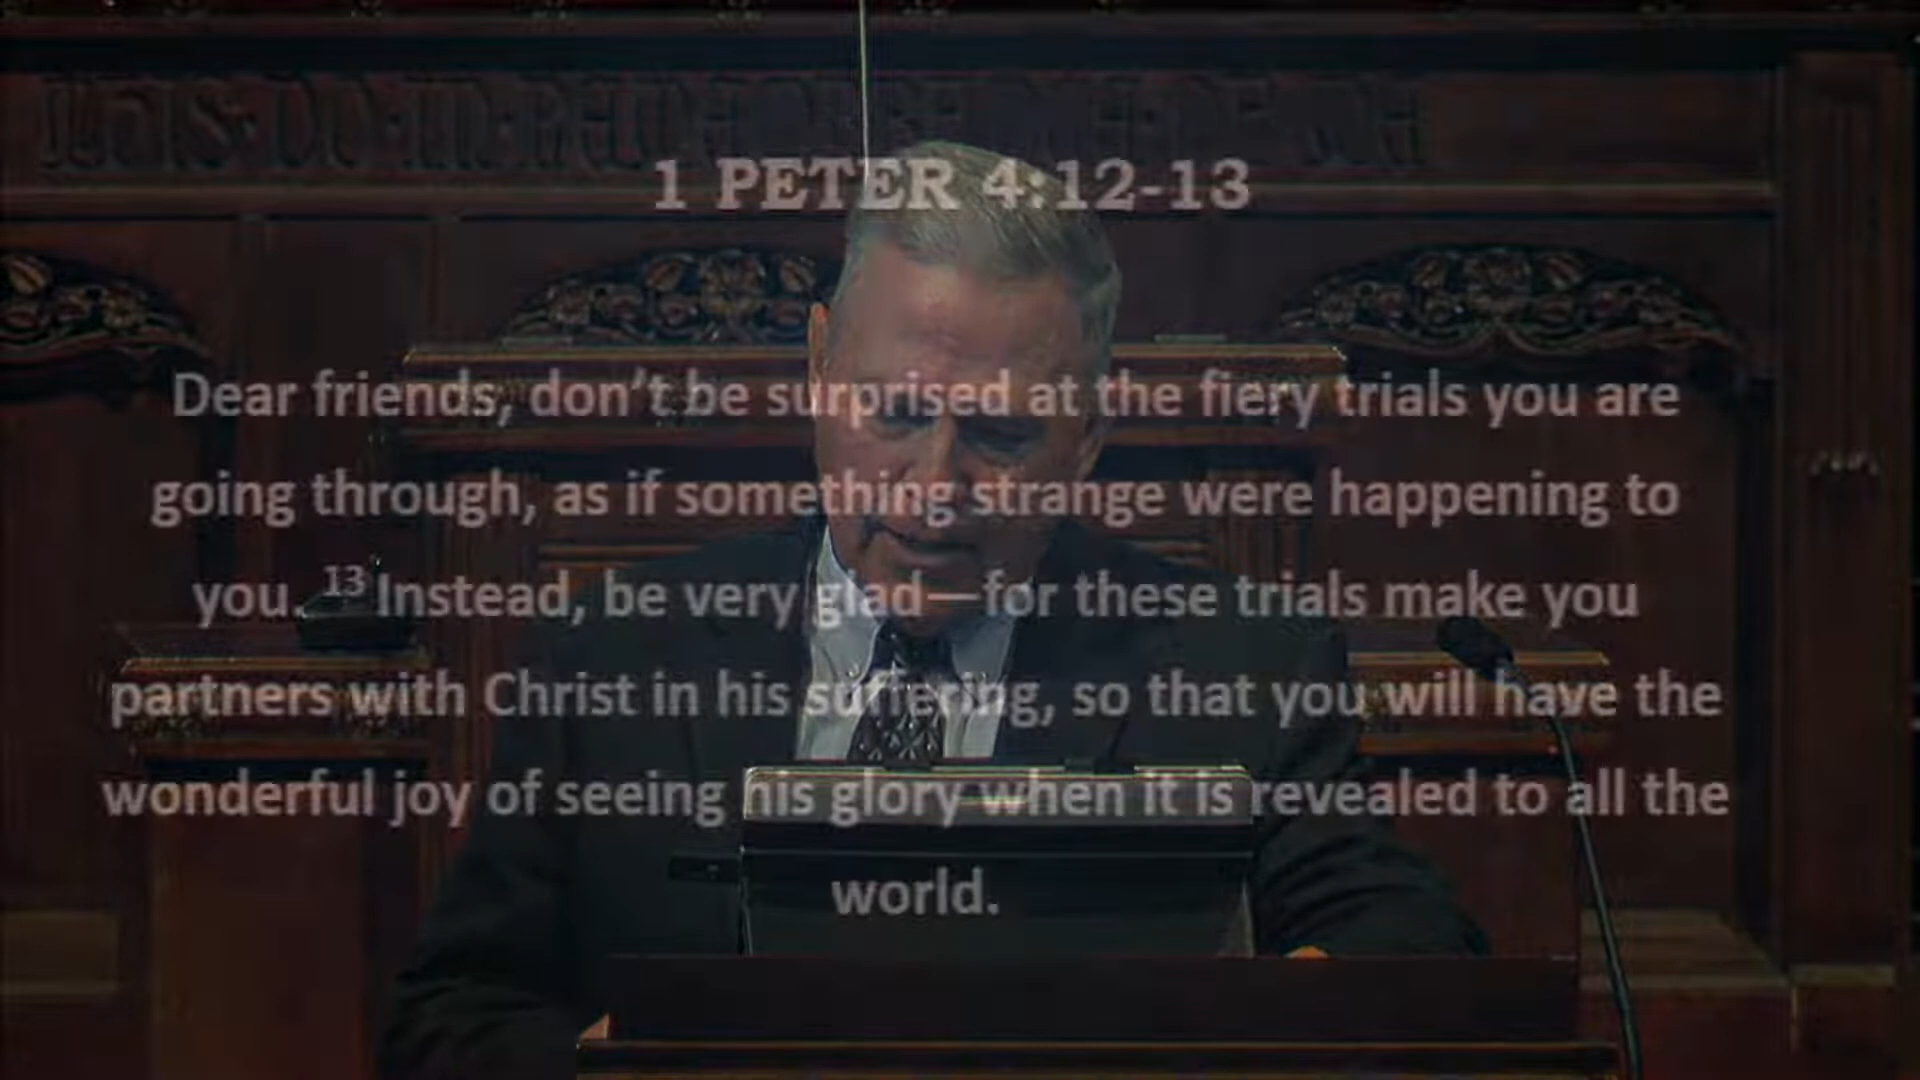 1 PETER 4:12-13
Dear friends, don't be surprised at the fiery trials you are
going through, as if something strange were happening to
you. 13 Instead, be very glad—for these trials make you
partners with Christ in his suffering, so that you will have the
wonderful joy of seeing his glory when it is revealed to all the
world.